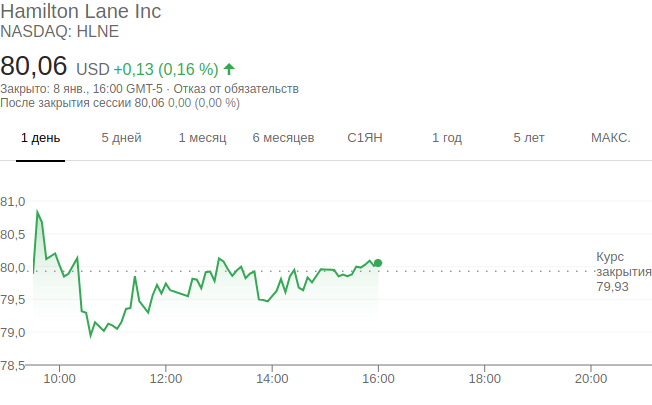 Hamilton Lane Inc
NASDAQ: HLNE
80,06 USD +0,13 (0,16 %)
Закрыто: 8 янв., 16:00 GMT-5 · Отказ от обязательств
После закрытия сессии 80,06 0,00 (0,00 %)
1 день 5 дней 1 месяц 6 месяцев С1ЯН 1 год 5 лет МАКС.
81,0
80,5
80,0
79,5
79,0
78,5
Курс
закрытия
79,93
10:00 12:00 14:00 16:00 18:00 20:00